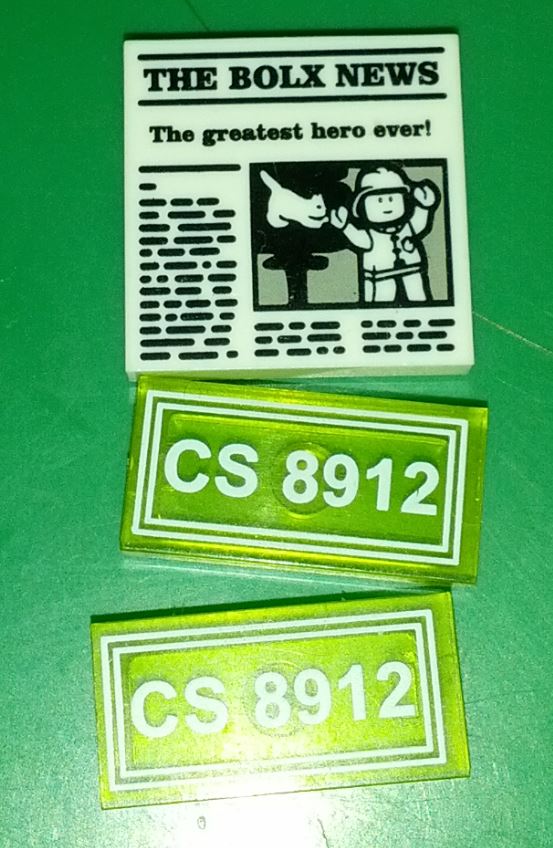 THE BOLX NEWS
The greatest hero ever!
CS 8912
CS 8912